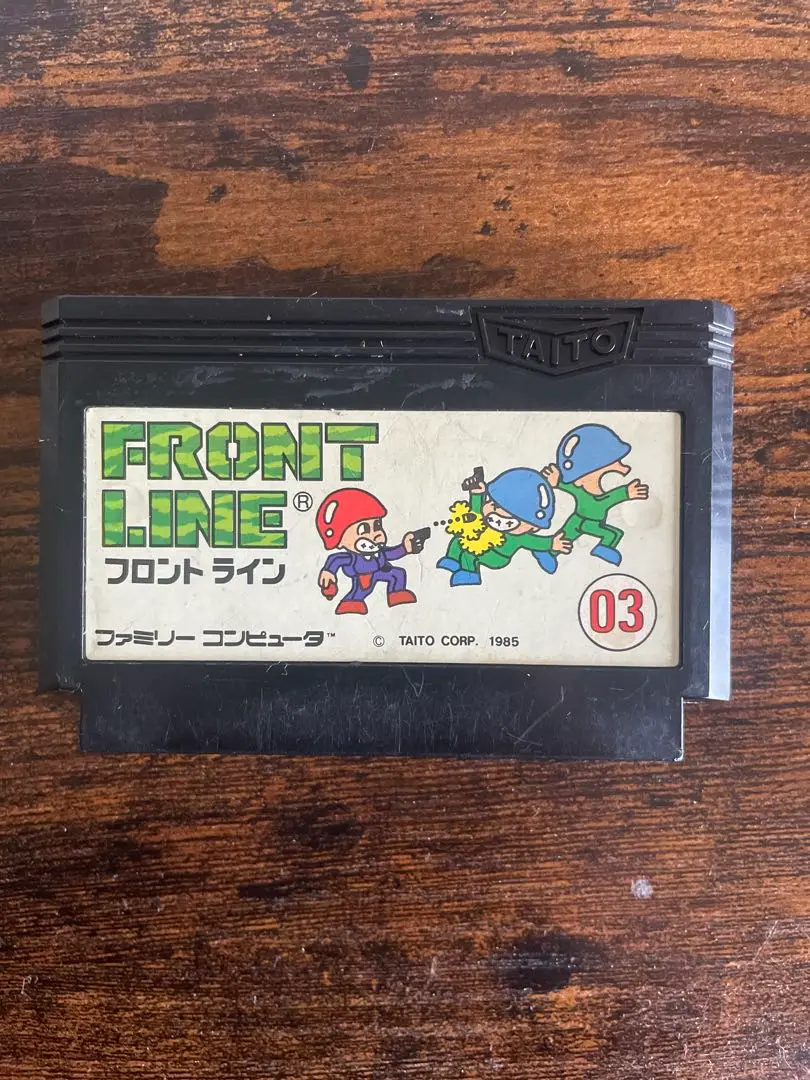 TAITO
FRONT
LINE®
フロント ライン
03
ファミリー コンピュータ™
© TAITO CORP. 1985